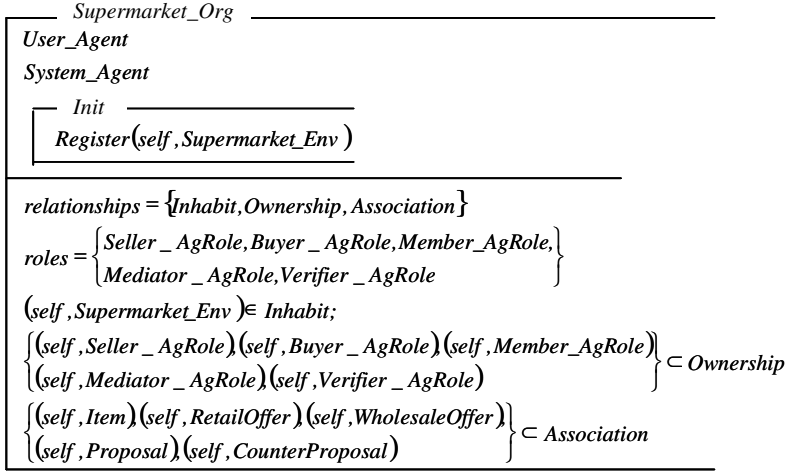 Supermarket_Org
User_Agent
System_Agent
Init
Register(self,Supermarket_Env)
relationships = {Inhabit,Ownership,Association}
roles = {Seller_AgRole,Buyer_AgRole,Member_AgRole,
Mediator_AgRole,Verifier_AgRole}
(self,Supermarket_Env)∈ Inhabit;
{(self,Seller_AgRole),(self,Buyer_AgRole),(self,Member_AgRole)
(self,Mediator_AgRole),(self,Verifier_AgRole)} ⊂ Ownership
{(self,Item),(self,RetailOffer),(self,WholesaleOffer),
(self,Proposal),(self,CounterProposal)} ⊂ Association